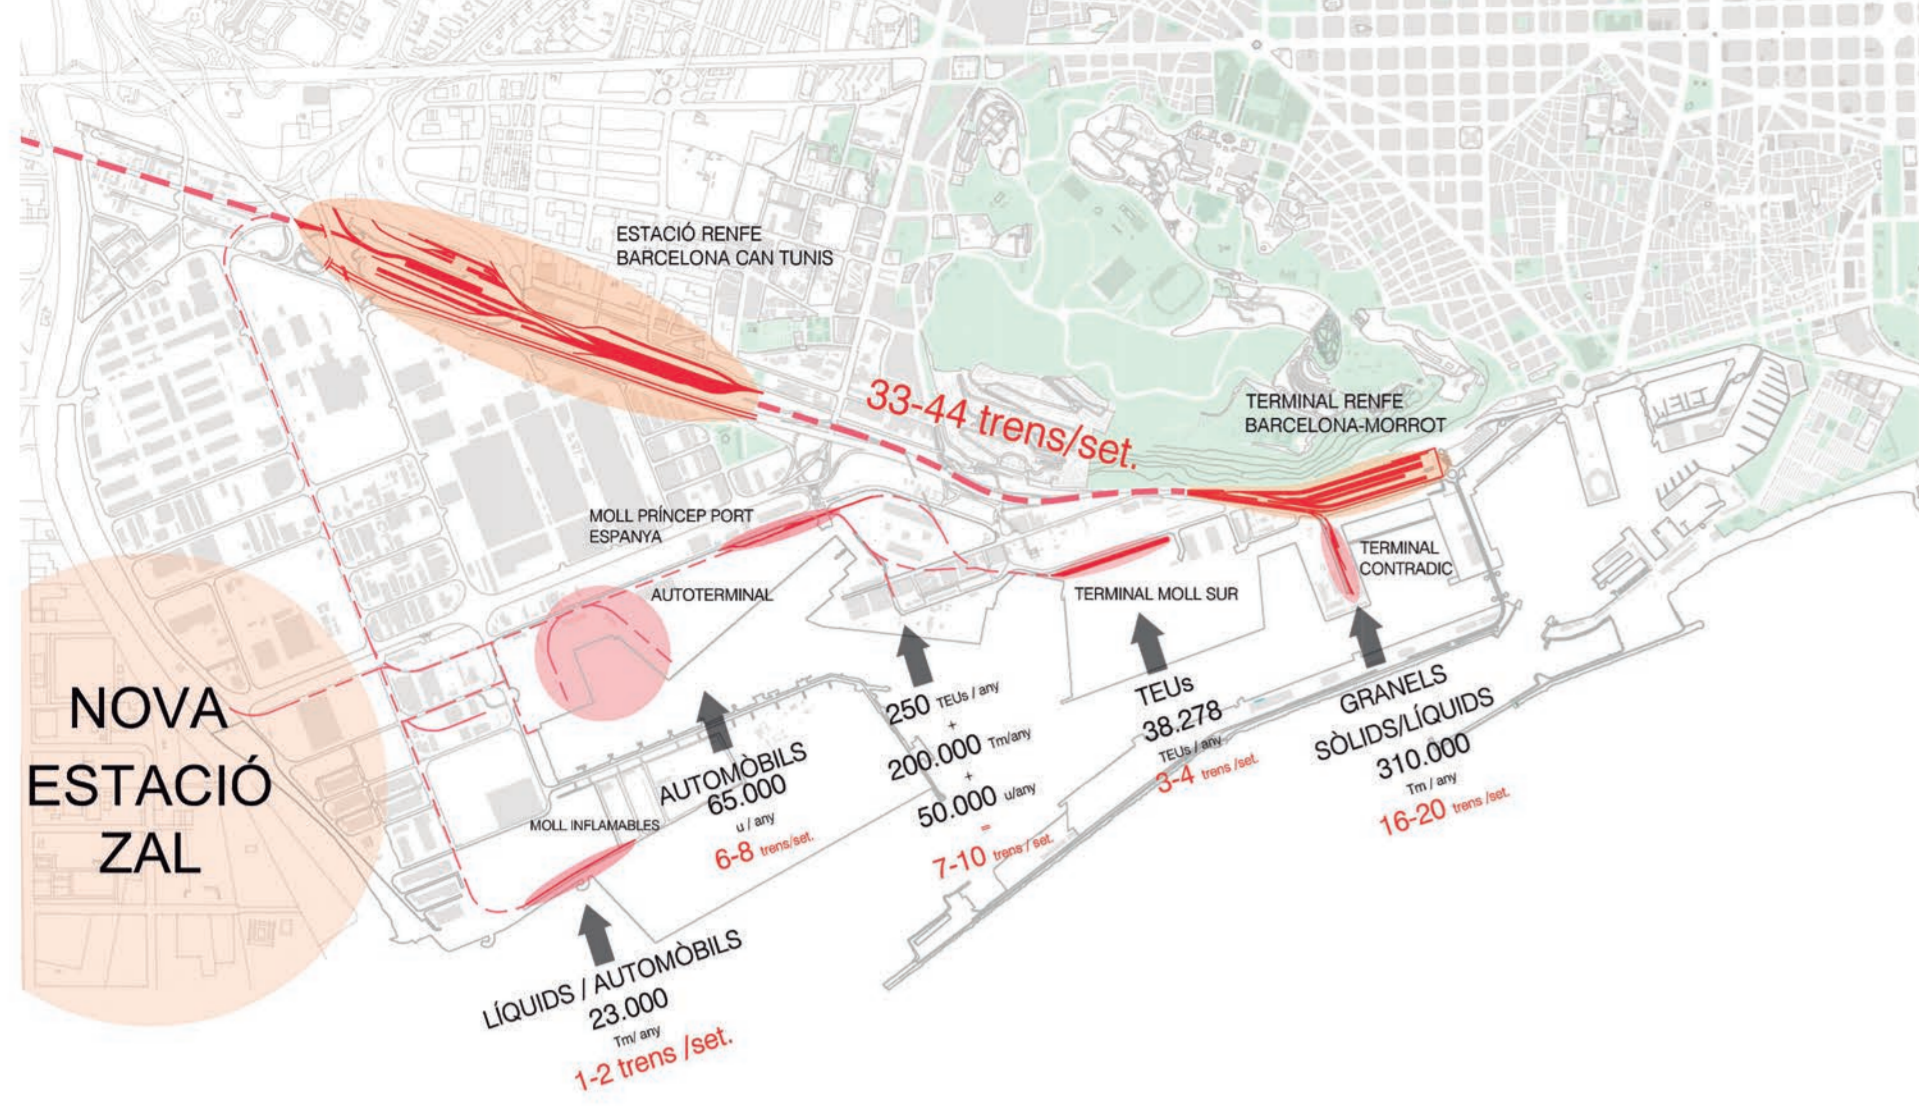 ESTACIÓ RENFE
BARCELONA CAN TUNIS
33-44 trens/set.
TERMINAL RENFE
BARCELONA-MORROT
MOLL PRÍNCEP PORT
ESPANYA
TERMINAL
CONTRADIC
AUTOTERMINAL
TERMINAL MOLL SUR
NOVA
ESTACIÓ
ZAL
MOLL INFLAMABLES
AUTOMÒBILS
65.000
u / any
6-8 trens/set.
250 TEUs / any
+
200.000 Tm/any
+
50.000 u/any
=
7-10 trens / set.
TEUs
38.278
TEUs / any
3-4 trens /set.
GRANELS
SÒLIDS/LÍQUIDS
310.000
Tm / any
16-20 trens /set.
LÍQUIDS / AUTOMÒBILS
23.000
Tm/ any
1-2 trens /set.